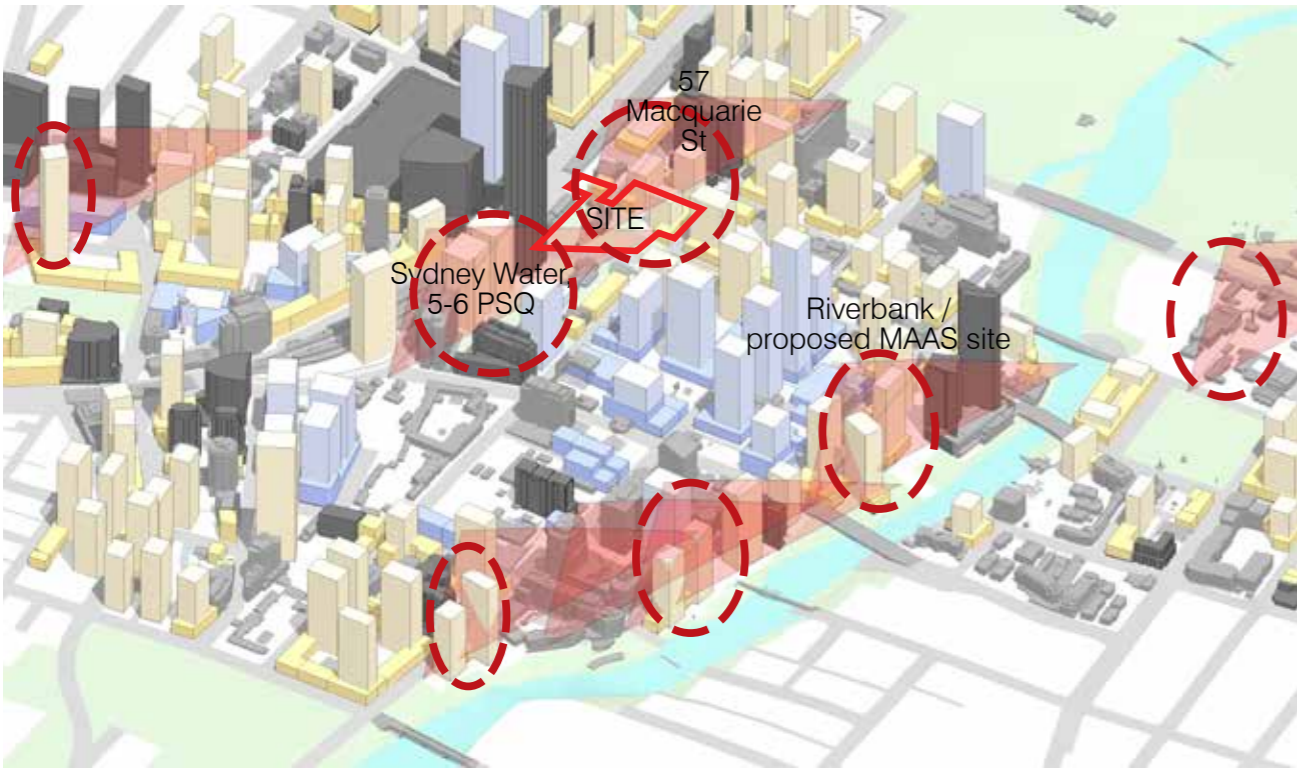 57
Macquarie
St
SITE
Sydney Water,
5-6 PSQ
Riverbank /
proposed MAAS site